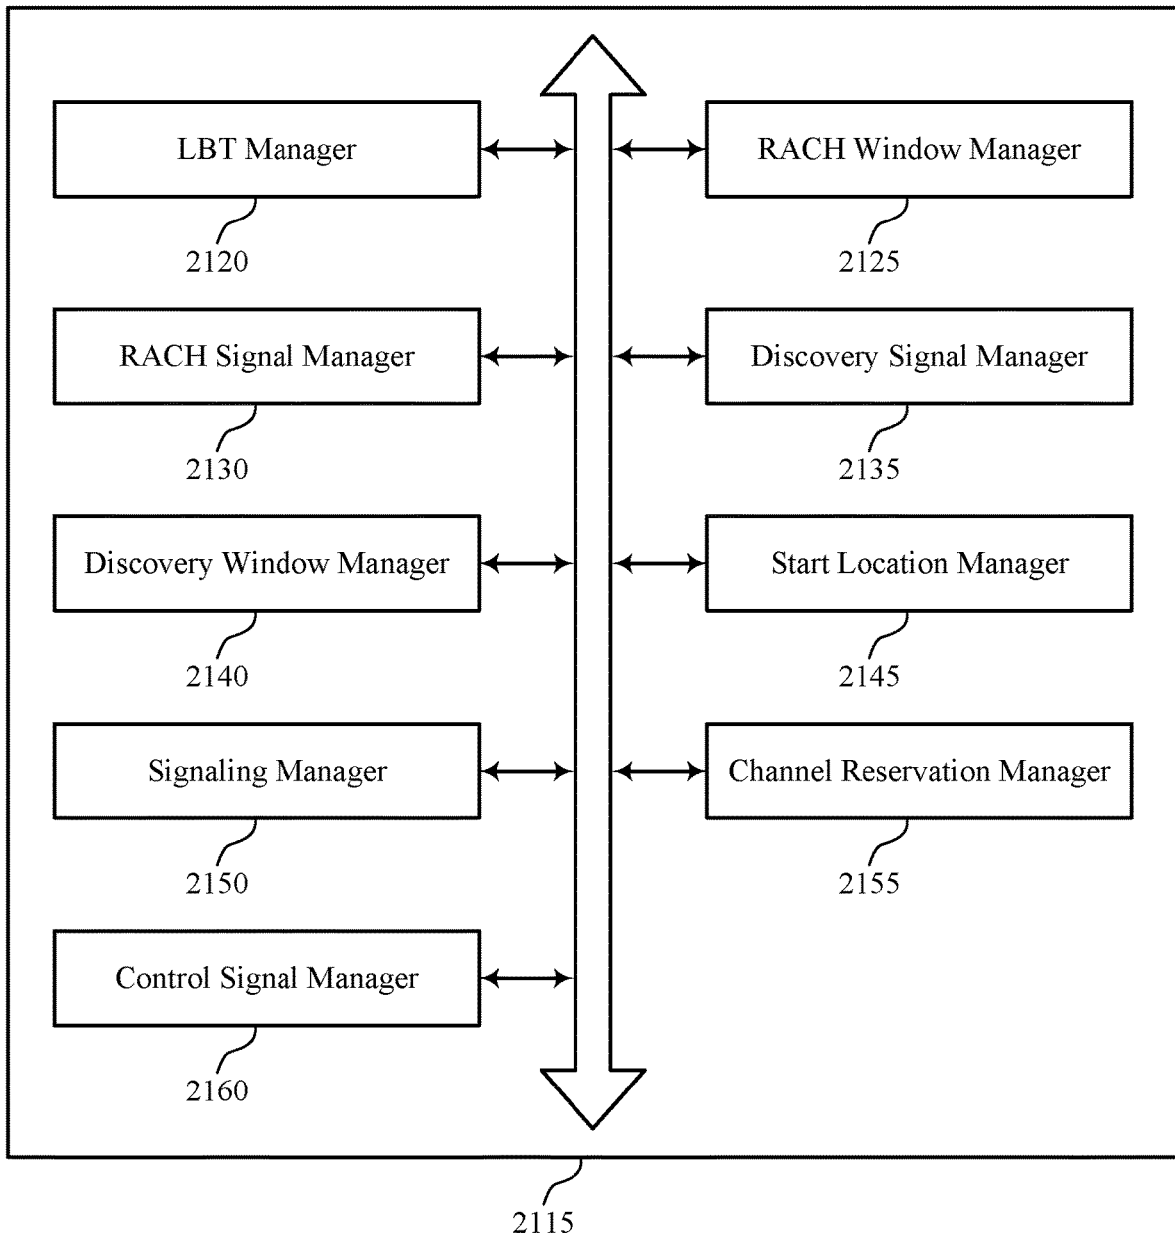 LBT Manager
RACH Window Manager
2120
2125
RACH Signal Manager
Discovery Signal Manager
2130
2135
Discovery Window Manager
Start Location Manager
2140
2145
Signaling Manager
Channel Reservation Manager
2150
2155
Control Signal Manager
2160
2115